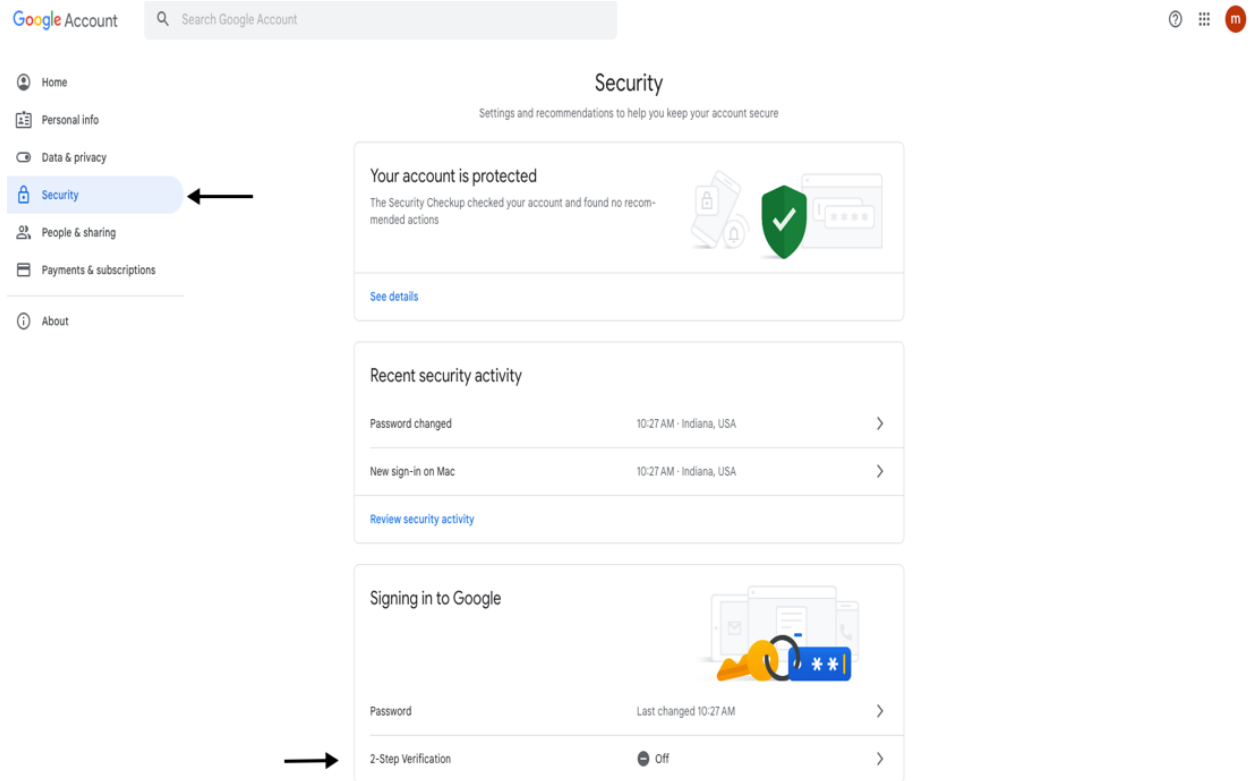 Google Account
Search Google Account
m
Home
Personal info
Data & privacy
Security
People & sharing
Payments & subscriptions
About
Security
Settings and recommendations to help you keep your account secure
Your account is protected
The Security Checkup checked your account and found no recom-
mended actions
* * * *
See details
Recent security activity
Password changed 10:27 AM · Indiana, USA
New sign-in on Mac 10:27 AM · Indiana, USA
Review security activity
Signing in to Google
* *
Password Last changed 10:27 AM
2-Step Verification Off